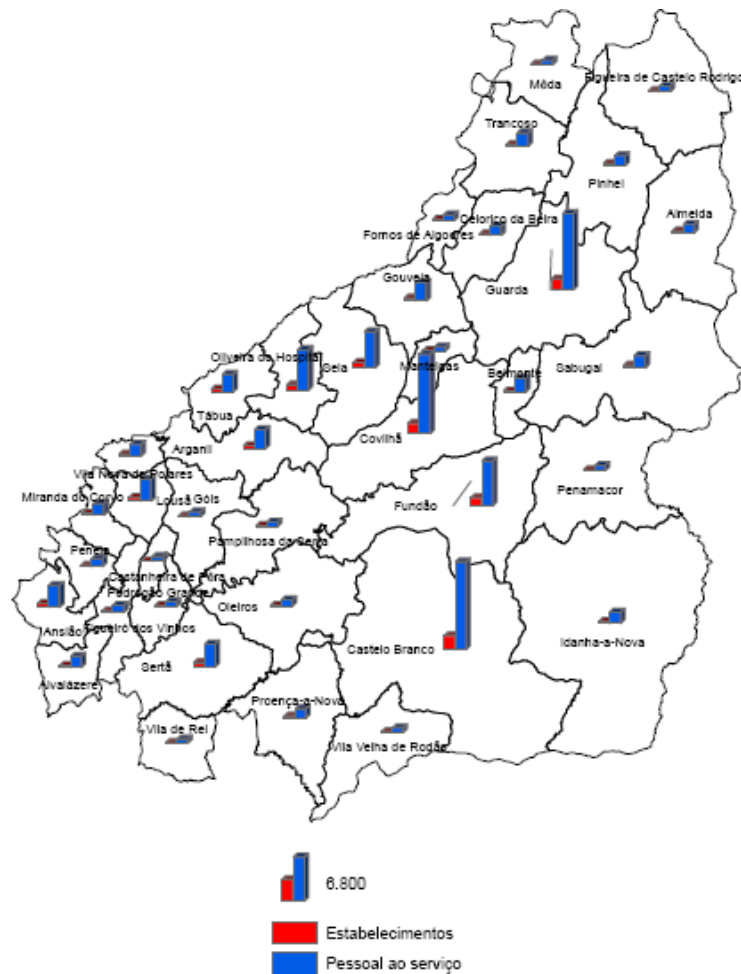 Figueira de Castelo Rodrigo
Mêda
Trancoso
Pinhel
Almeida
Celorico da Beira
Fornos de Algodres
Gouveia
Guarda
Oliveira do Hospital
Seia
Manteigas
Belmonte
Sabugal
Tábua
Covilhã
Arganil
Vila Nova de Poiares
Penamacor
Miranda do Corvo
Lousã
Góis
Fundão
Pampilhosa da Serra
Penela
Castanheira de Pêra
Pedrógão Grande
Oleiros
Ansião
Figueiró dos Vinhos
Castelo Branco
Idanha-a-Nova
Sertã
Alvaiázere
Proença-a-Nova
Vila de Rei
Vila Velha de Rodão
6.800
Estabelecimentos
Pessoal ao serviço